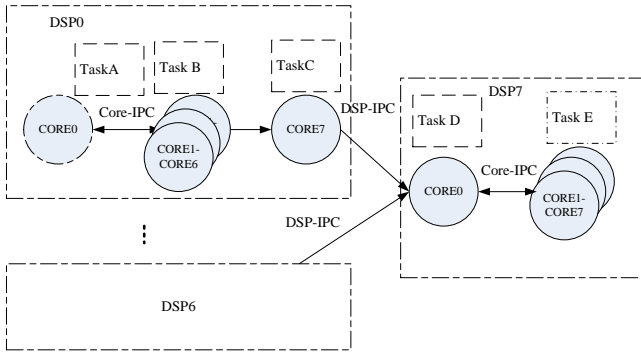 DSP0
TaskA
Task B
TaskC
Core-IPC
DSP-IPC
CORE0
CORE1-
CORE6
CORE7
DSP7
Task D
Task E
CORE0
Core-IPC
CORE1-
CORE7
DSP-IPC
DSP6